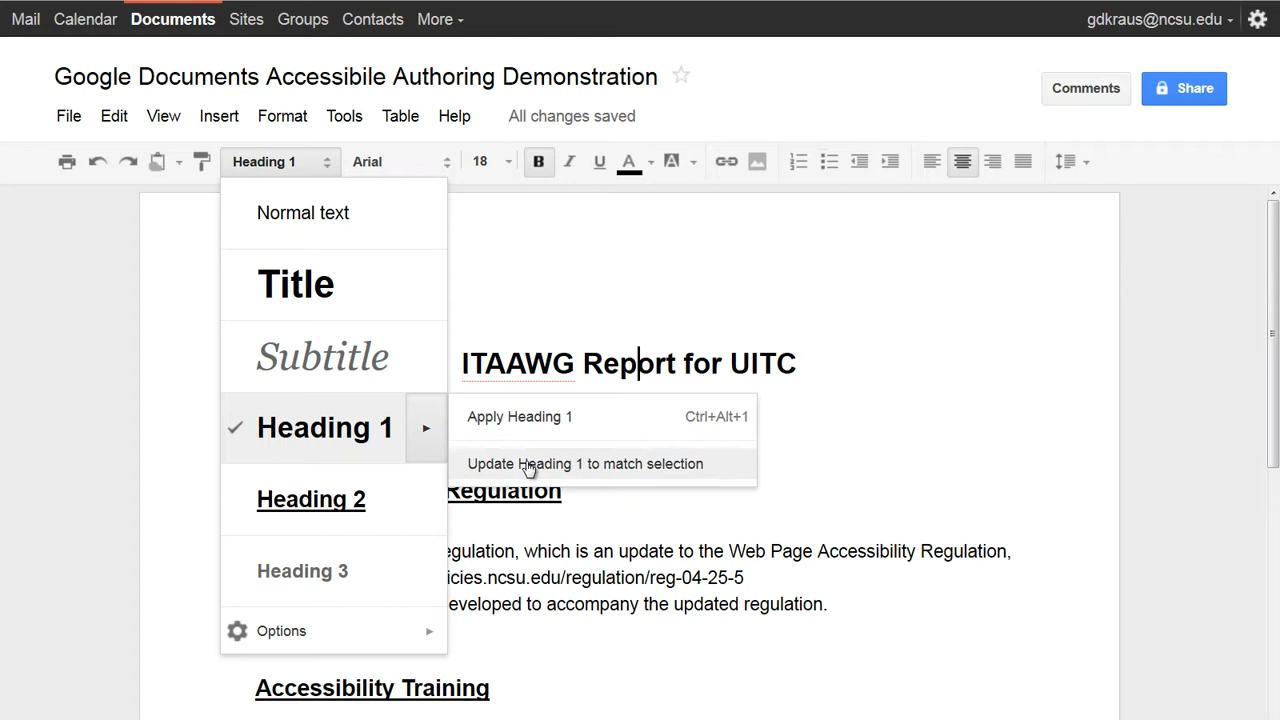 Mail Calendar Documents Sites Groups Contacts More gdkraus@ncsu.edu
Google Documents Accessibile Authoring Demonstration
Comments Share
File Edit View Insert Format Tools Table Help All changes saved
Heading 1 Arial 18 B I U A A
Normal text
Title
Subtitle
ITAAWG Report for UITC
Heading 1
Apply Heading 1 Ctrl+Alt+1
Update Heading 1 to match selection
Heading 2
Regulation
egulation, which is an update to the Web Page Accessibility Regulation,
Heading 3
icies.ncsu.edu/regulation/reg-04-25-5
eveloped to accompany the updated regulation.
Options
Accessibility Training